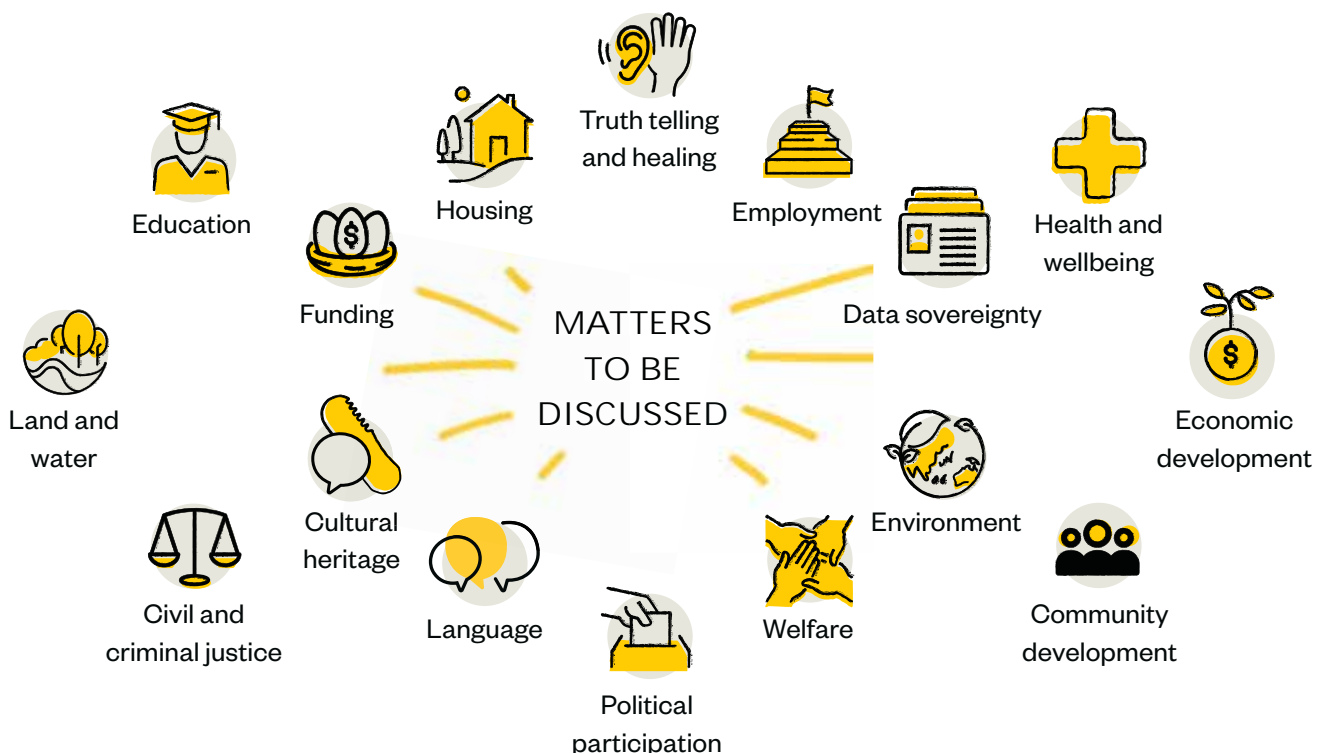 Truth telling
and healing
Education
Housing
Employment
Health and
wellbeing
Funding
Data sovereignty
$
MATTERS
TO BE
DISCUSSED
$
Land and
water
Economic
development
Cultural
heritage
Environment
Civil and
criminal justice
Language
Welfare
Community
development
Political
participation